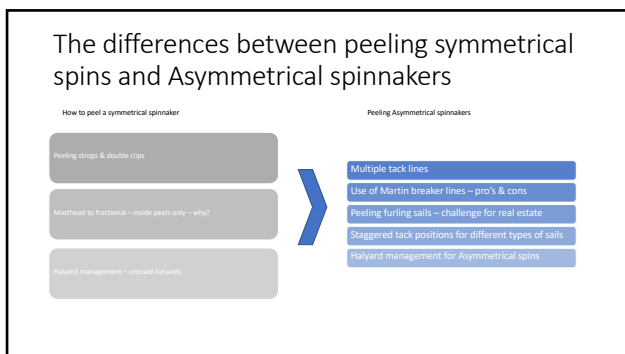 The differences between peeling symmetrical
spins and Asymmetrical spinnakers
How to peel a symmetrical spinnaker
Peeling strops & double clips
Masthead to fractional – inside peels only – why?
Halyard management – crossed halyards
Peeling Asymmetrical spinnakers
Multiple tack lines
Use of Martin breaker lines – pro's & cons
Peeling furling sails – challenge for real estate
Staggered tack positions for different types of sails
Halyard management for Asymmetrical spins